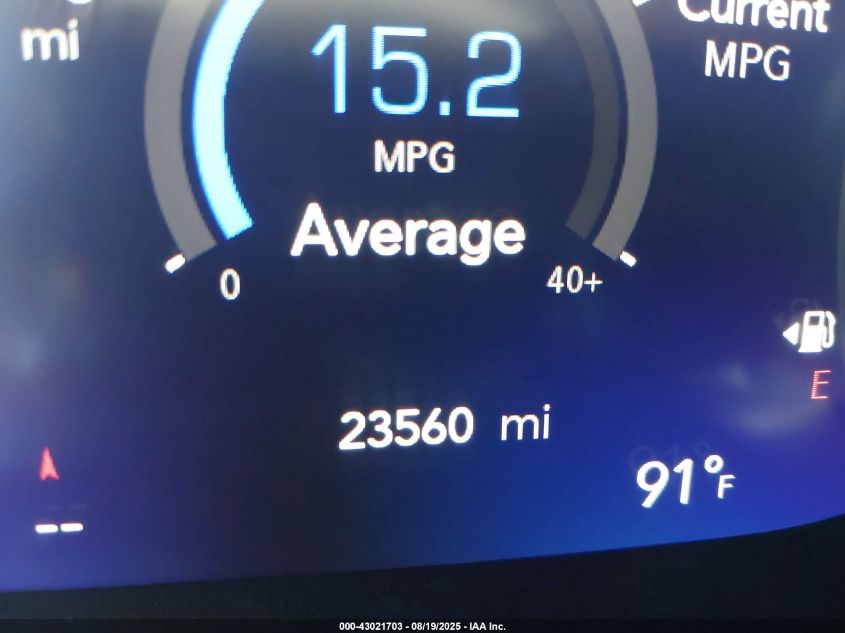 mi
Current
MPG
15.2
MPG
Average
0
40+
E
23560 mi
91°F
--
000-43021703 - 08/19/2025 - IAA Inc.